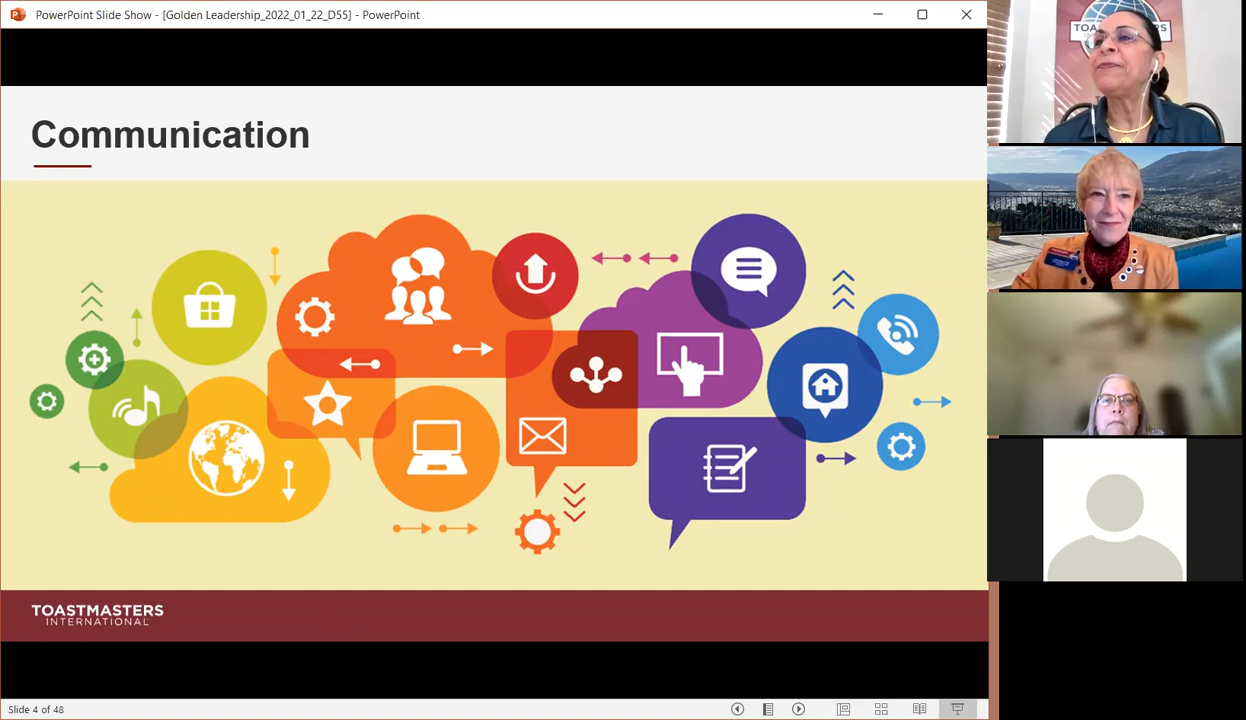 PowerPoint Slide Show - [Golden Leadership_2022_01_22_D55] - PowerPoint
Communication
TOASTMASTERS
INTERNATIONAL
Slide 4 of 48